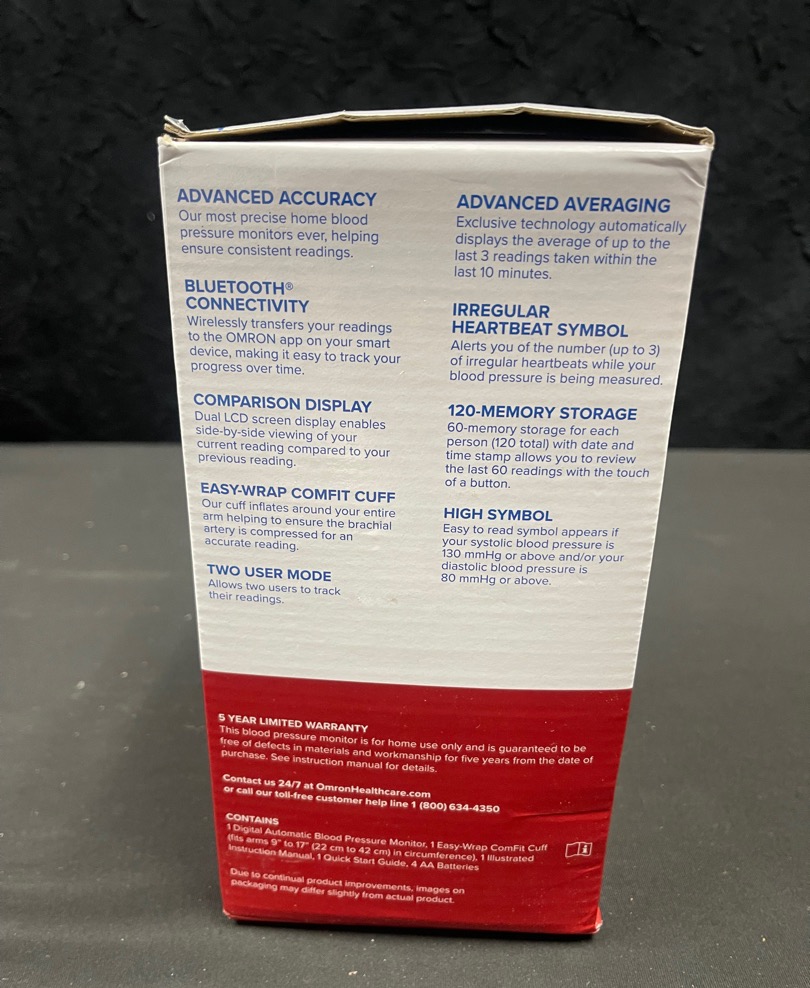 ADVANCED ACCURACY
Our most precise home blood
pressure monitors ever, helping
ensure consistent readings.
BLUETOOTH®
CONNECTIVITY
Wirelessly transfers your readings
to the OMRON app on your smart
device, making it easy to track your
progress over time.
COMPARISON DISPLAY
Dual LCD screen display enables
side-by-side viewing of your
current reading compared to your
previous reading.
EASY-WRAP COMFIT CUFF
Our cuff inflates around your entire
arm helping to ensure the brachial
artery is compressed for an
accurate reading.
TWO USER MODE
Allows two users to track
their readings.
ADVANCED AVERAGING
Exclusive technology automatically
displays the average of up to the
last 3 readings taken within the
last 10 minutes.
IRREGULAR
HEARTBEAT SYMBOL
Alerts you of the number (up to 3)
of irregular heartbeats while your
blood pressure is being measured.
120-MEMORY STORAGE
60-memory storage for each
person (120 total) with date and
time stamp allows you to review
the last 60 readings with the touch
of a button.
HIGH SYMBOL
Easy to read symbol appears if
your systolic blood pressure is
130 mmHg or above and/or your
diastolic blood pressure is
80 mmHg or above.
5 YEAR LIMITED WARRANTY
This blood pressure monitor is for home use only and is guaranteed to be
free of defects in materials and workmanship for five years from the date of
purchase. See instruction manual for details.
Contact us 24/7 at OmronHealthcare.com
or call our toll-free customer help line 1 (800) 634-4350
CONTAINS
1 Digital Automatic Blood Pressure Monitor, 1 Easy-Wrap ComFit Cuff
(fits arms 9" to 17" (22 cm to 42 cm) in circumference), 1 Illustrated
Instruction Manual, 1 Quick Start Guide, 4 AA Batteries
Due to continual product improvements, images on
packaging may differ slightly from actual product.